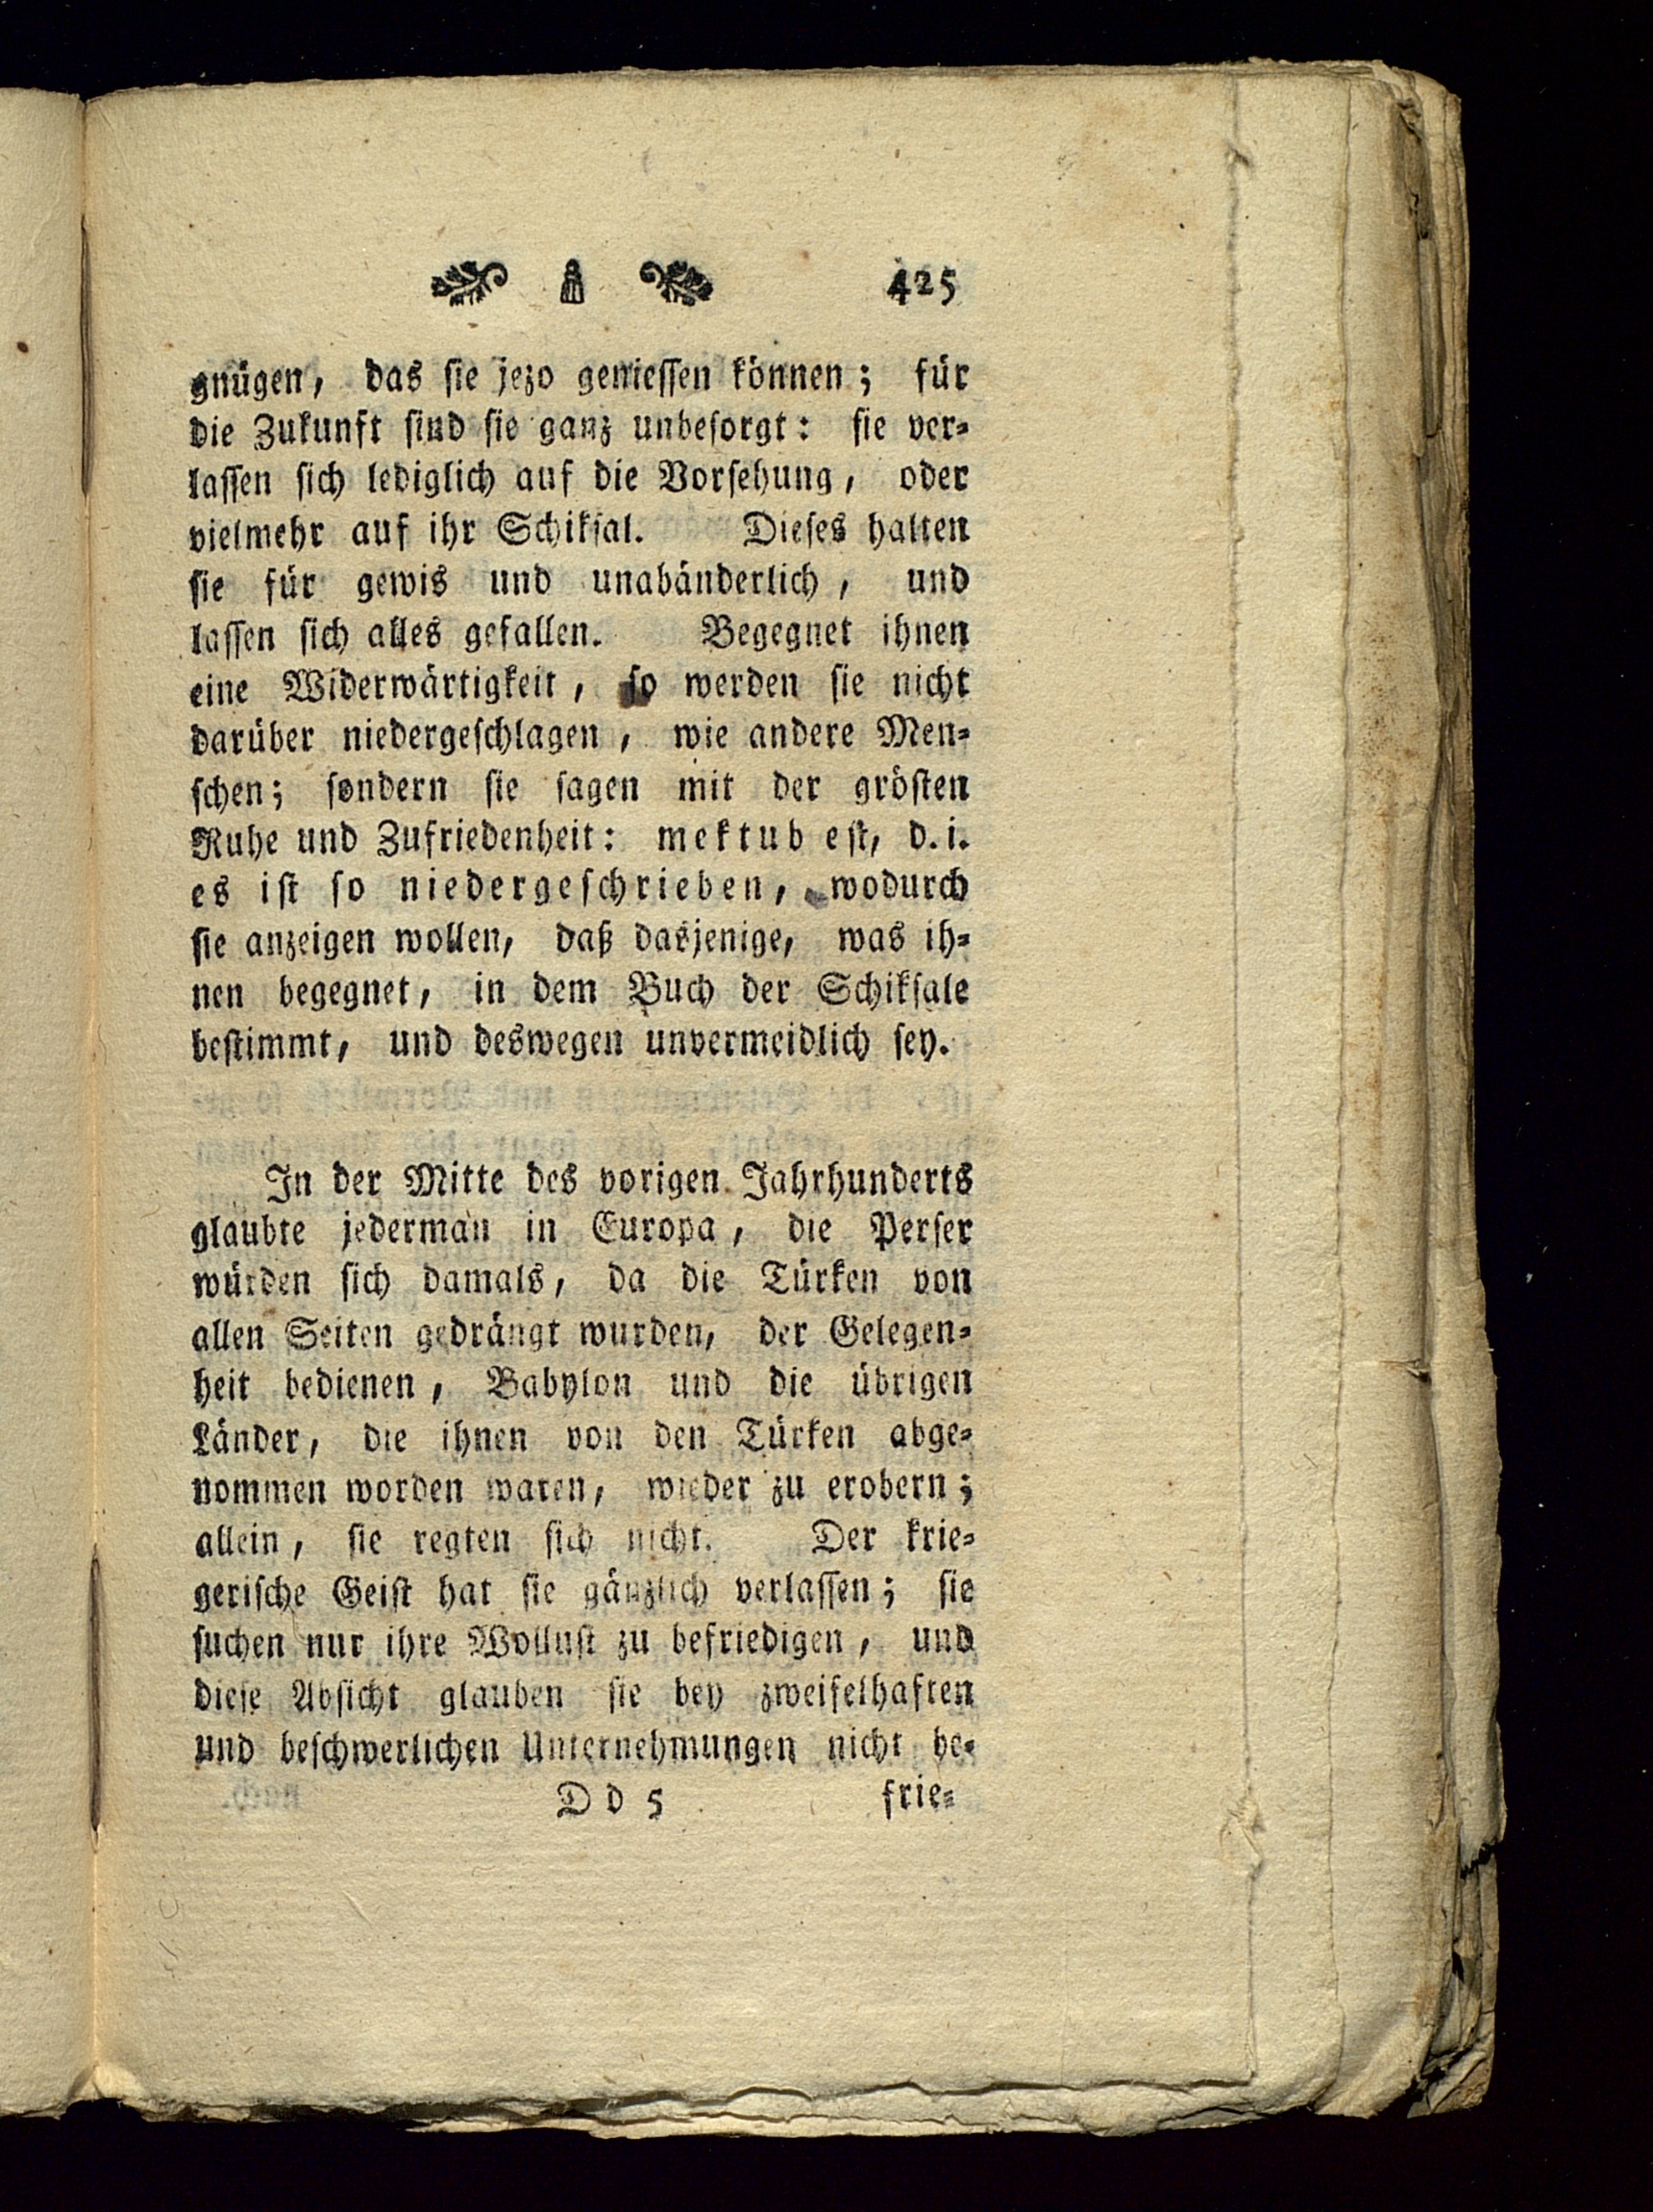 425
gnügen, das ſie jezo genieſſen können; für
die Zukunft ſind ſie ganz unbeſorgt: ſie ver-
laſſen ſich lediglich auf die Vorſehung, oder
vielmehr auf ihr Schikſal. Dieſes halten
ſie für gewis und unabänderlich, und
laſſen ſich alles gefallen. Begegnet ihnen
eine Widerwärtigkeit, ſo werden ſie nicht
darüber niedergeſchlagen, wie andere Men-
ſchen; ſondern ſie ſagen mit der gröſten
Ruhe und Zufriedenheit: mektub eſt, d. i.
es iſt ſo niedergeſchrieben, wodurch
ſie anzeigen wollen, daß dasjenige, was ih-
nen begegnet, in dem Buch der Schikſale
beſtimmt, und deswegen unvermeidlich ſey.
In der Mitte des vorigen Jahrhunderts
glaubte jederman in Europa, die Perſer
würden ſich damals, da die Türken von
allen Seiten gedrängt wurden, der Gelegen-
heit bedienen, Babylon und die übrigen
Länder, die ihnen von den Türken abge-
nommen worden waren, wieder zu erobern;
allein, ſie regten ſich nicht. Der krie-
geriſche Geiſt hat ſie gänzlich verlaſſen; ſie
ſuchen nur ihre Wolluſt zu befriedigen, und
dieſe Abſicht glauben ſie bey zweifelhaften
und beſchwerlichen Unternehmungen nicht be-
D d 5 frie-